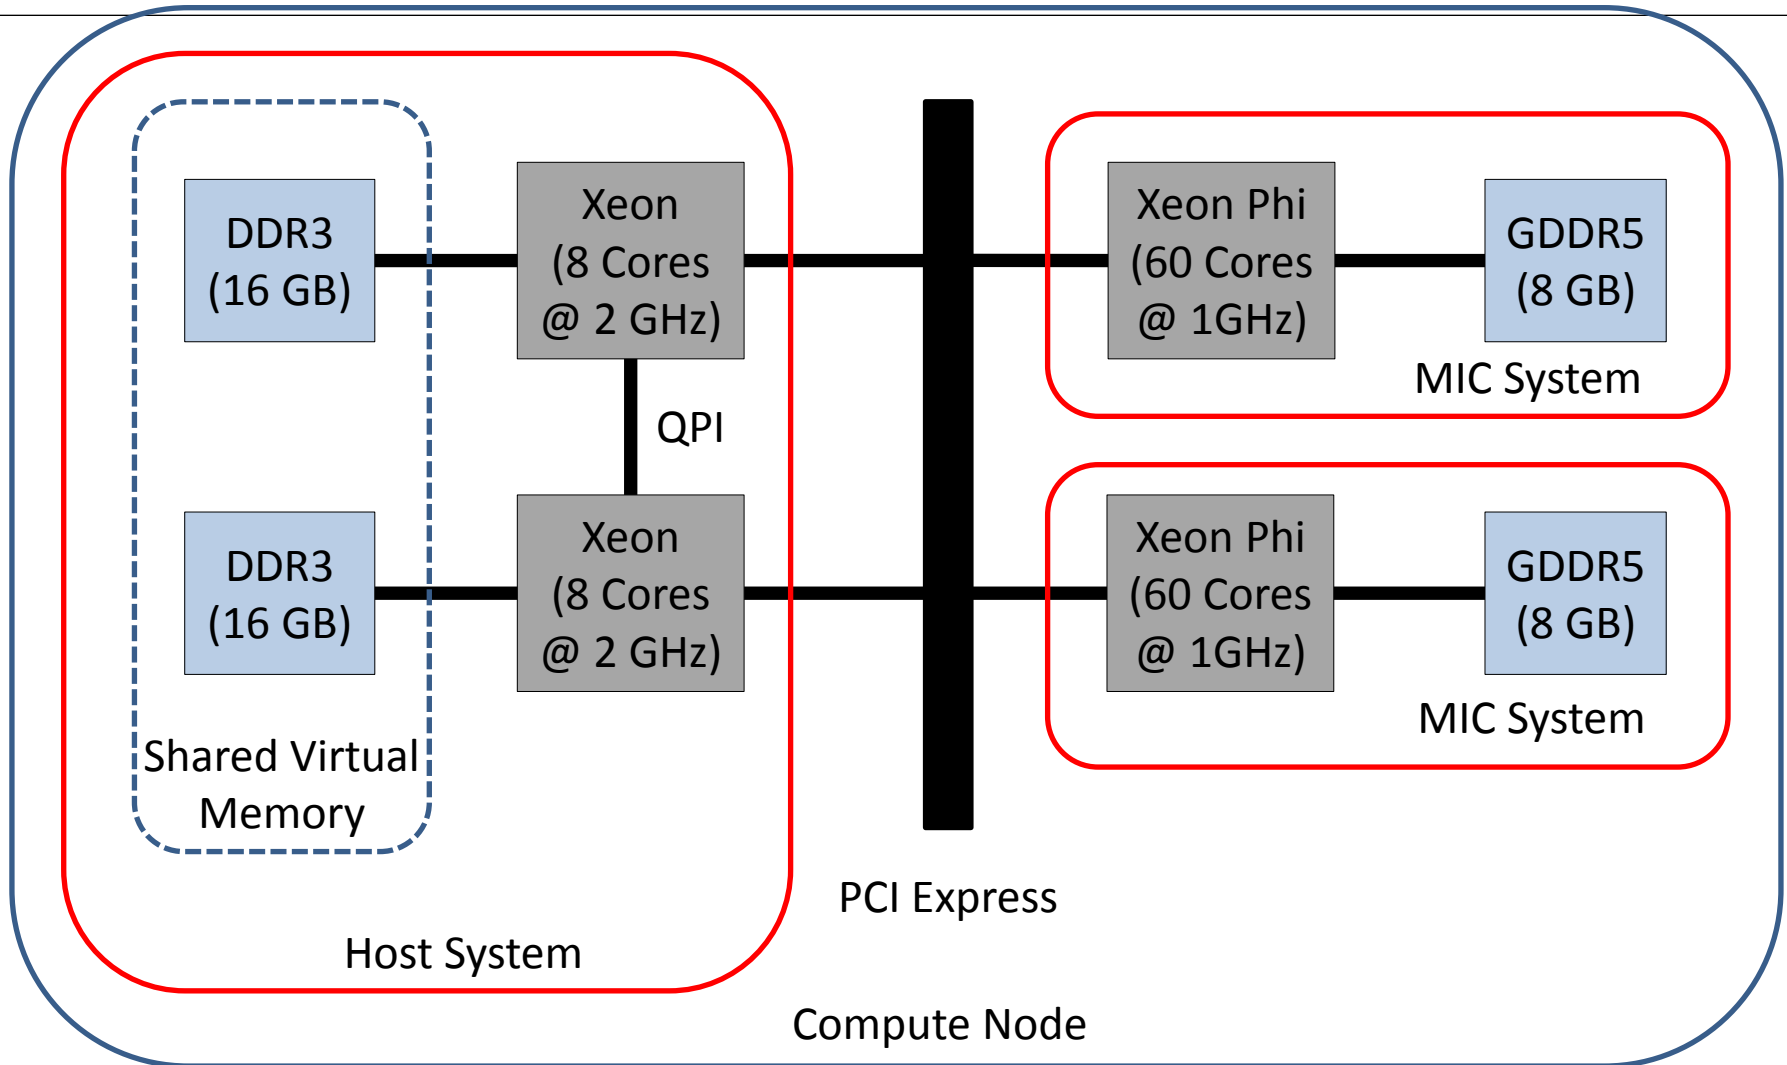 DDR3
(16 GB)
Xeon
(8 Cores
@ 2 GHz)
Xeon Phi
(60 Cores
@ 1GHz)
GDDR5
(8 GB)
MIC System
QPI
DDR3
(16 GB)
Xeon
(8 Cores
@ 2 GHz)
Xeon Phi
(60 Cores
@ 1GHz)
GDDR5
(8 GB)
MIC System
Shared Virtual
Memory
PCI Express
Host System
Compute Node